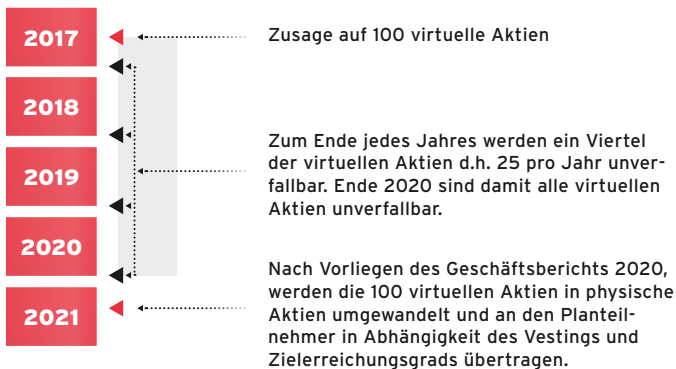 2017
Zusage auf 100 virtuelle Aktien
2018
Zum Ende jedes Jahres werden ein Viertel
der virtuellen Aktien d.h. 25 pro Jahr unver-
fallbar. Ende 2020 sind damit alle virtuellen
Aktien unverfallbar.
2019
2020
Nach Vorliegen des Geschäftsberichts 2020,
werden die 100 virtuellen Aktien in physische
Aktien umgewandelt und an den Planteil-
nehmer in Abhängigkeit des Vestings und
Zielerreichungsgrads übertragen.
2021